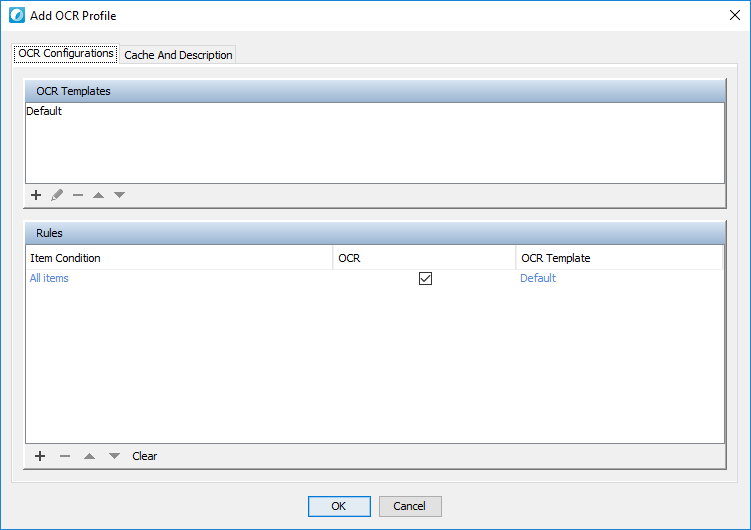 Add OCR Profile
OCR Configurations Cache And Description
OCR Templates
Default
Rules
Item Condition OCR OCR Template
All items Default
Clear
OK Cancel